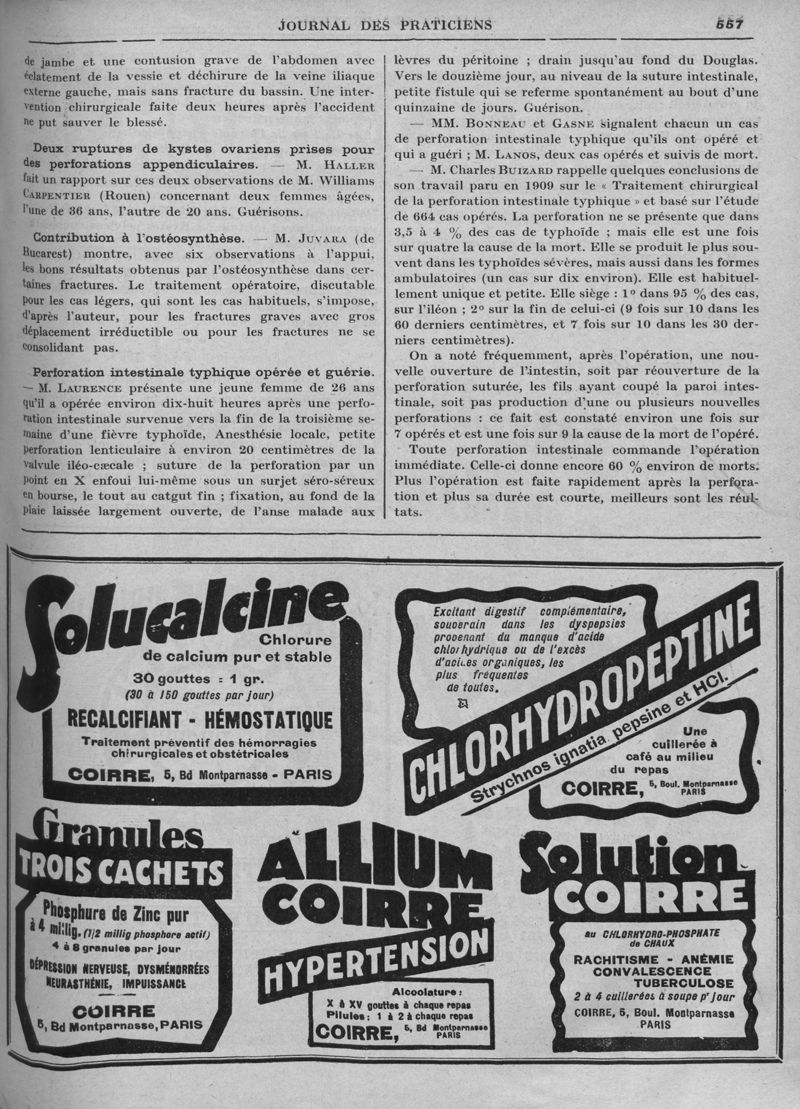 JOURNAL DES PRATICIENS 557
de jambe et une contusion grave de l'abdomen avec
éclatement de la vessie et déchirure de la veine iliaque
externe gauche, mais sans fracture du bassin. Une inter-
vention chirurgicale faite deux heures après l'accident
ne put sauver le blessé.
Deux ruptures de kystes ovariens prises pour
des perforations appendiculaires. — M. HALLER
fait un rapport sur ces deux observations de M. Williams
CARPENTIER (Rouen) concernant deux femmes âgées,
l'une de 36 ans, l'autre de 20 ans. Guérisons.
Contribution à l'ostéosynthèse. — M. JUVARA (de
Bucarest) montre, avec six observations à l'appui,
les bons résultats obtenus par l'ostéosynthèse dans cer-
taines fractures. Le traitement opératoire, discutable
pour les cas légers, qui sont les cas habituels, s'impose,
d'après l'auteur, pour les fractures graves avec gros
déplacement irréductible ou pour les fractures ne se
consolidant pas.
Perforation intestinale typhique opérée et guérie.
— M. LAURENCE présente une jeune femme de 26 ans
qu'il a opérée environ dix-huit heures après une perfo-
ration intestinale survenue vers la fin de la troisième se-
maine d'une fièvre typhoïde, Anesthésie locale, petite
perforation lenticulaire à environ 20 centimètres de la
valvule iléo-cæcale ; suture de la perforation par un
point en X enfoui lui-même sous un surjet séro-séreux
en bourse, le tout au catgut fin ; fixation, au fond de la
plaie laissée largement ouverte, de l'anse malade aux
lèvres du péritoine ; drain jusqu'au fond du Douglas.
Vers le douzième jour, au niveau de la suture intestinale,
petite fistule qui se referme spontanément au bout d'une
quinzaine de jours. Guérison.
— MM. BONNEAU et GASNE signalent chacun un cas
de perforation intestinale typhique qu'ils ont opéré et
qui a guéri ; M. LANOS, deux cas opérés et suivis de mort.
— M. Charles BUIZARD rappelle quelques conclusions de
son travail paru en 1909 sur le « Traitement chirurgical
de la perforation intestinale typhique » et basé sur l'étude
de 664 cas opérés. La perforation ne se présente que dans
3,5 à 4 % des cas de typhoïde ; mais elle est une fois
sur quatre la cause de la mort. Elle se produit le plus sou-
vent dans les typhoïdes sévères, mais aussi dans les formes
ambulatoires (un cas sur dix environ). Elle est habituel-
lement unique et petite. Elle siège : 1° dans 95 % des cas,
sur l'iléon ; 2° sur la fin de celui-ci (9 fois sur 10 dans les
60 derniers centimètres, et 7 fois sur 10 dans les 30 der-
niers centimètres).
On a noté fréquemment, après l'opération, une nou-
velle ouverture de l'intestin, soit par réouverture de la
perforation suturée, les fils ayant coupé la paroi intes-
tinale, soit pas production d'une ou plusieurs nouvelles
perforations : ce fait est constaté environ une fois sur
7 opérés et est une fois sur 9 la cause de la mort de l'opéré.
Toute perforation intestinale commande l'opération
immédiate. Celle-ci donne encore 60 % environ de morts.
Plus l'opération est faite rapidement après la perfora-
tion et plus sa durée est courte, meilleurs sont les résul-
tats.
Solucalcine
Chlorure
de calcium pur et stable
30 gouttes = 1 gr.
(30 à 150 gouttes par jour)
RECALCIFIANT - HÉMOSTATIQUE
Traitement préventif des hémorragies
chirurgicales et obstétricales
COIRRE, 5, Bd Montparnasse - PARIS
Excitant digestif complémentaire,
souverain dans les dyspepsies
provenant du manque d'acide
chlorhydrique ou de l'excès
d'acides organiques, les
plus fréquentes
de toutes.
CHLORHYDROPEPTINE
Strychnos ignatia, pepsine et HCl.
Une
cuillerée à
café au milieu
du repas
COIRRE, 5, Boul. Montparnasse
PARIS
Granules
TROIS CACHETS
Phosphure de Zinc pur
à 4 millig. (1/2 millig phosphore actif)
4 à 8 granules par jour
DÉPRESSION NERVEUSE, DYSMÉNORRÉES
NEURASTHÉNIE, IMPUISSANCE
COIRRE
5, Bd Montparnasse, PARIS
ALLIUM
COIRRE
HYPERTENSION
Alcoolature :
X à XV gouttes à chaque repas
Pilules : 1 à 2 à chaque repas
COIRRE, 5, Bd Montparnasse
PARIS
Solution
COIRRE
au CHLORHYDRO-PHOSPHATE
de CHAUX
RACHITISME - ANÉMIE
CONVALESCENCE
TUBERCULOSE
2 à 4 cuillerées à soupe pr jour
COIRRE, 5, Boul. Montparnasse
PARIS